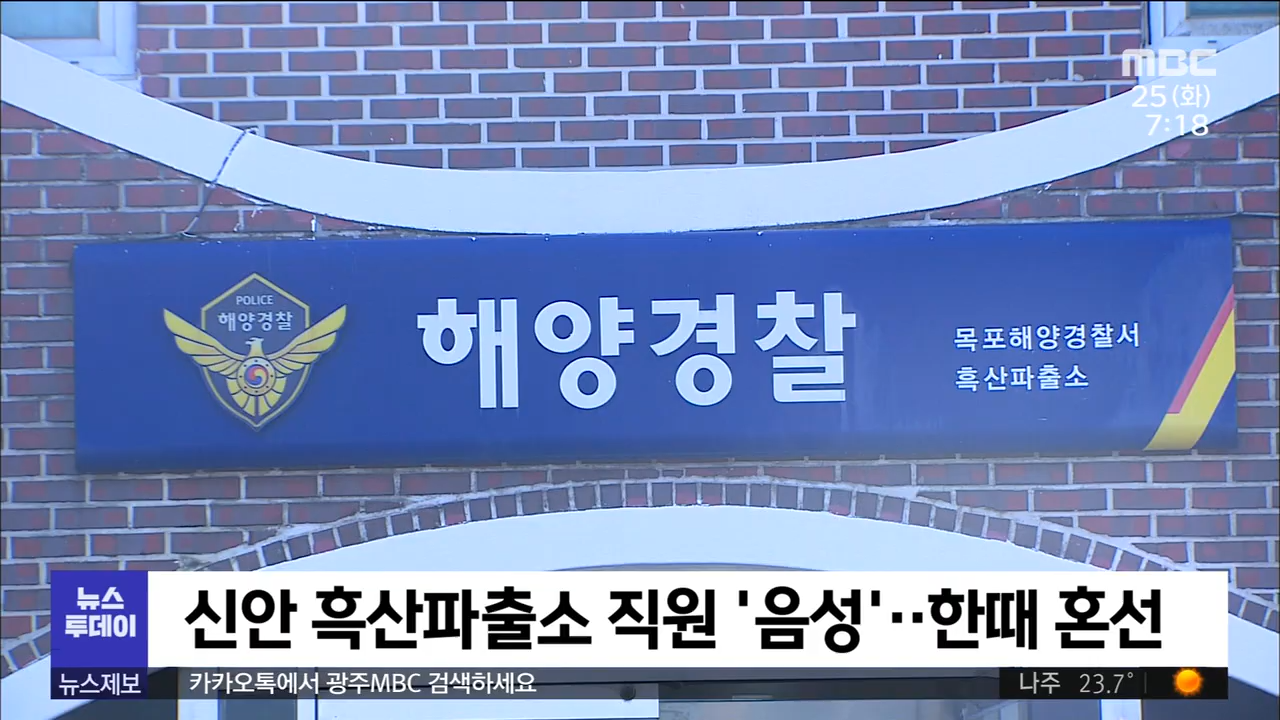 MBC
25(화)
7:18
POLICE
해양경찰
해양경찰
목포해양경찰서
흑산파출소
뉴스
투데이
신안 흑산파출소 직원 '음성'··한때 혼선
뉴스제보
카카오톡에서 광주MBC 검색하세요
나주 23.7°